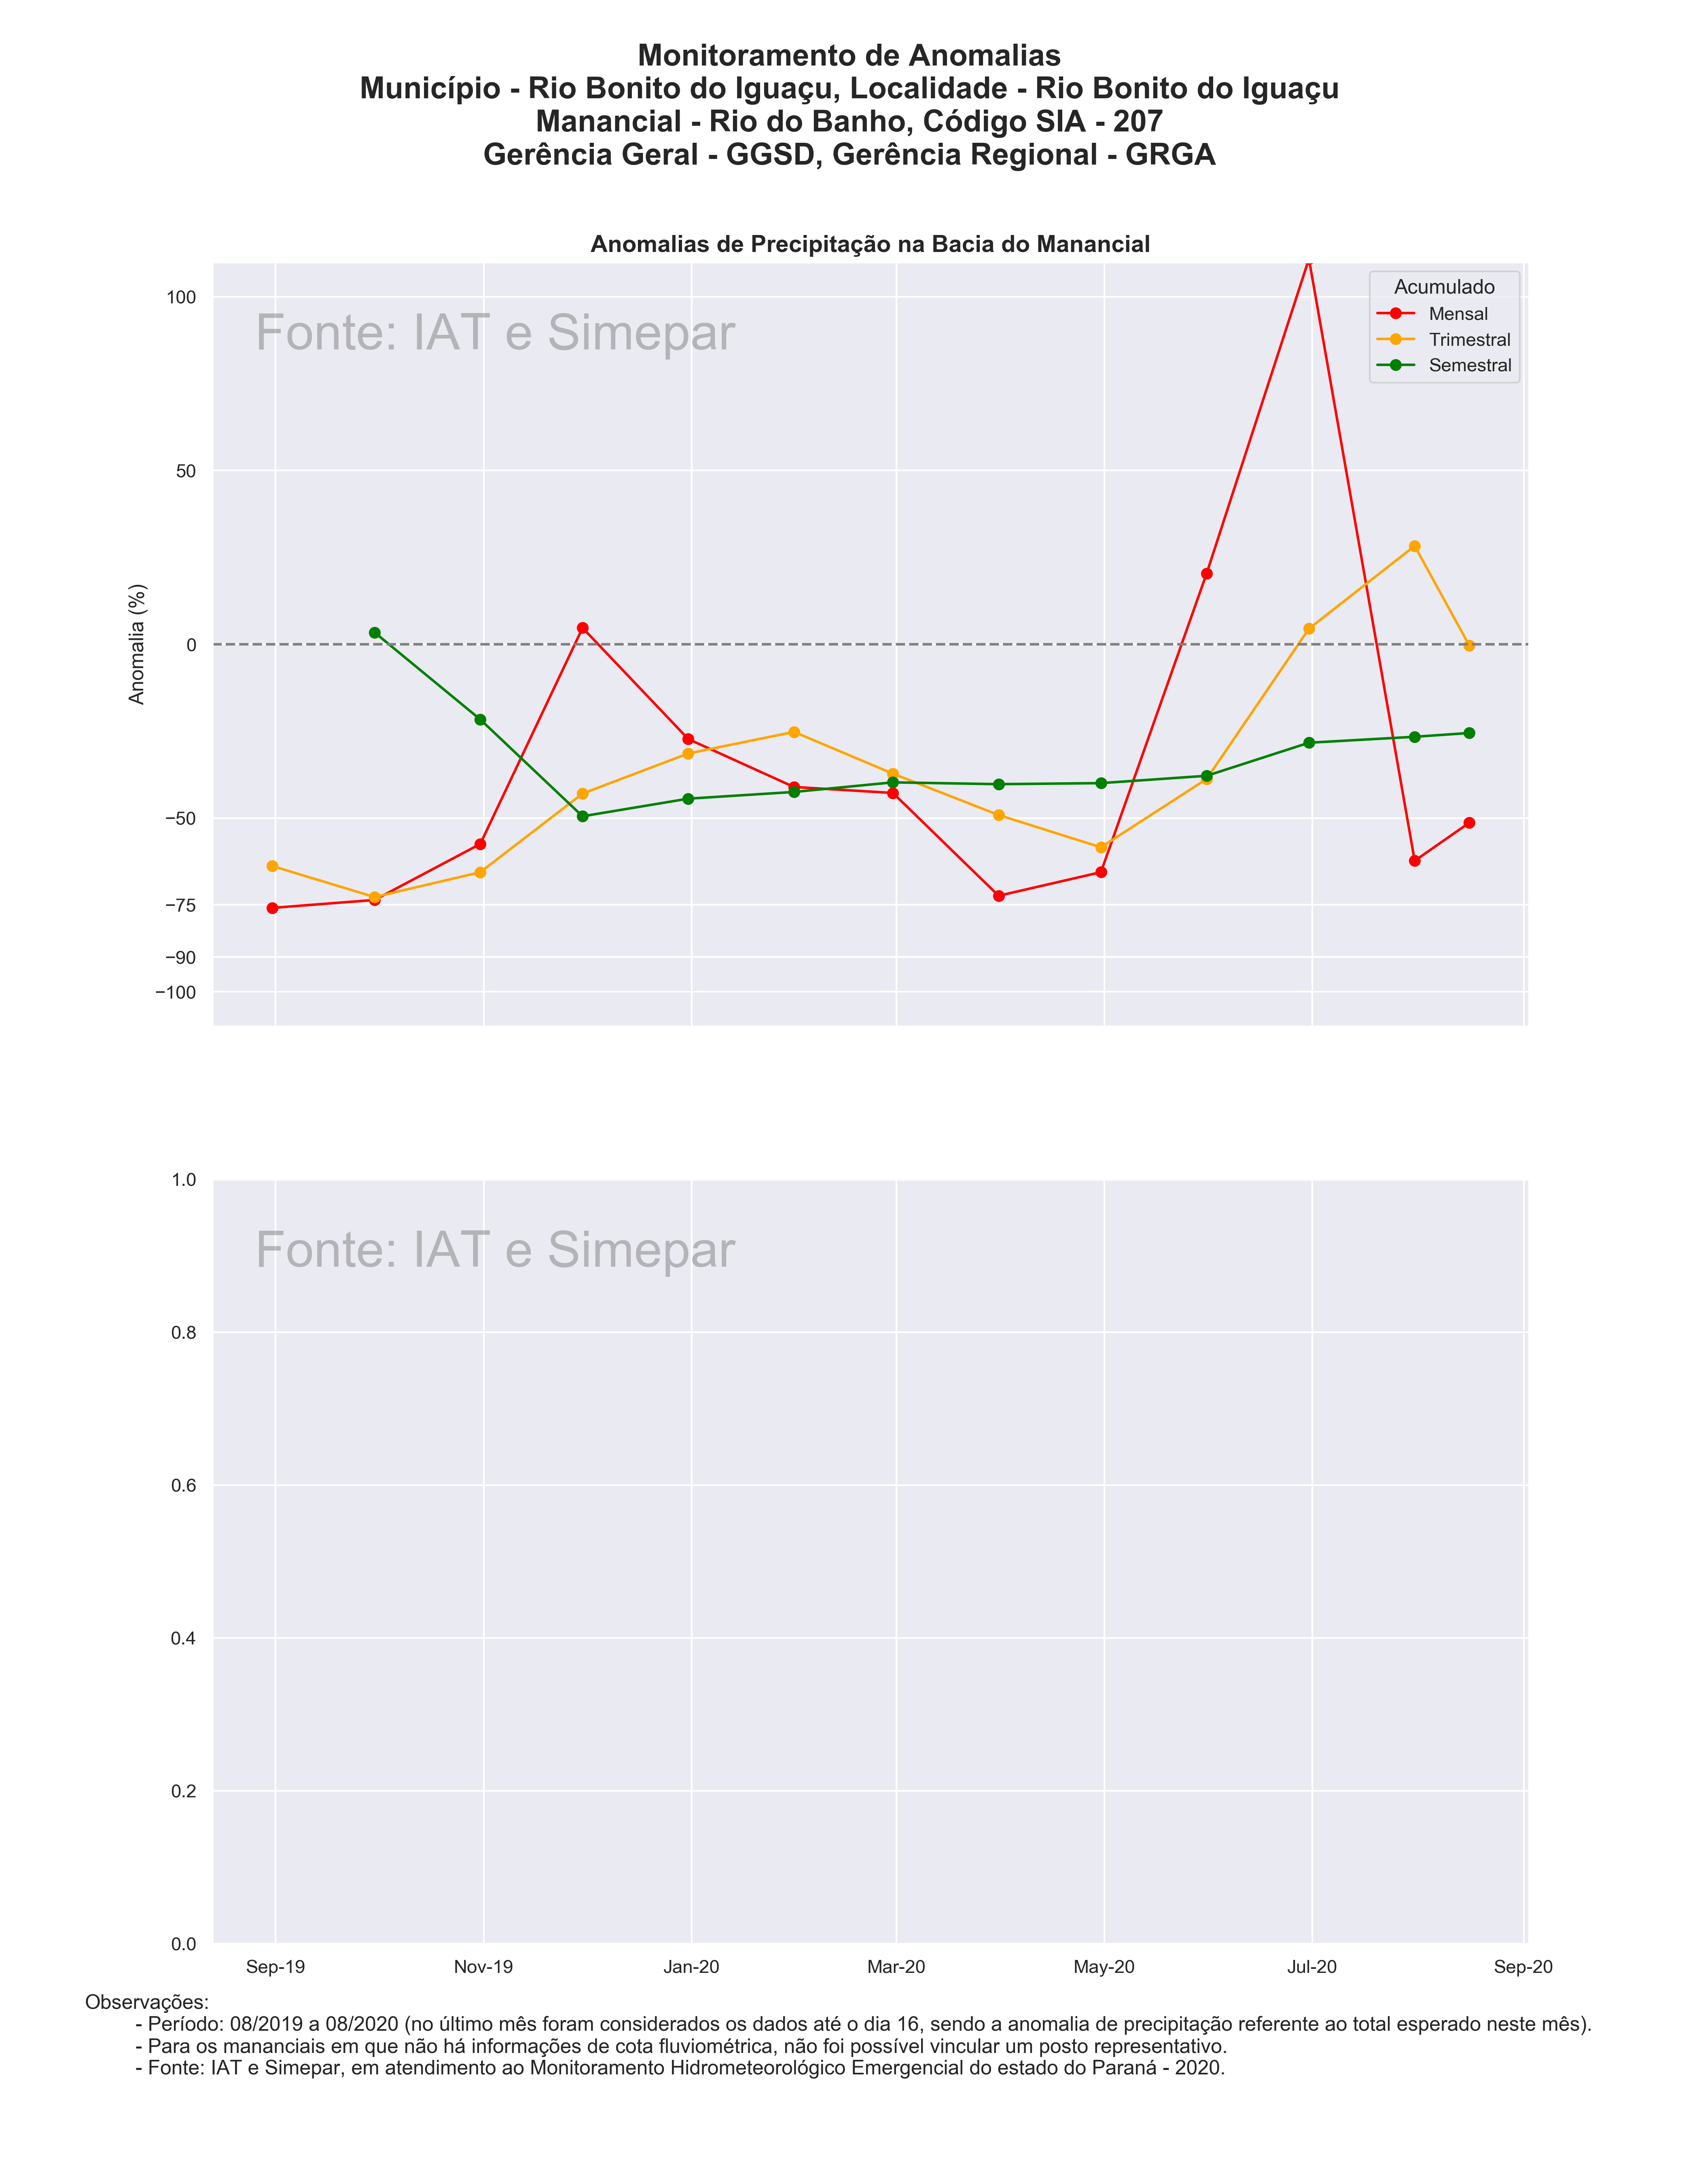 Monitoramento de Anomalias
Município - Rio Bonito do Iguaçu, Localidade - Rio Bonito do Iguaçu
Manancial - Rio do Banho, Código SIA - 207
Gerência Geral - GGSD, Gerência Regional - GRGA
Anomalias de Precipitação na Bacia do Manancial
Fonte: IAT e Simepar
Acumulado
Mensal
Trimestral
Semestral
Anomalia (%)
100
50
0
−50
−75
−90
−100
Fonte: IAT e Simepar
1.0
0.8
0.6
0.4
0.2
0.0
Sep-19 Nov-19 Jan-20 Mar-20 May-20 Jul-20 Sep-20
Observações:
- Período: 08/2019 a 08/2020 (no último mês foram considerados os dados até o dia 16, sendo a anomalia de precipitação referente ao total esperado neste mês).
- Para os mananciais em que não há informações de cota fluviométrica, não foi possível vincular um posto representativo.
- Fonte: IAT e Simepar, em atendimento ao Monitoramento Hidrometeorológico Emergencial do estado do Paraná - 2020.